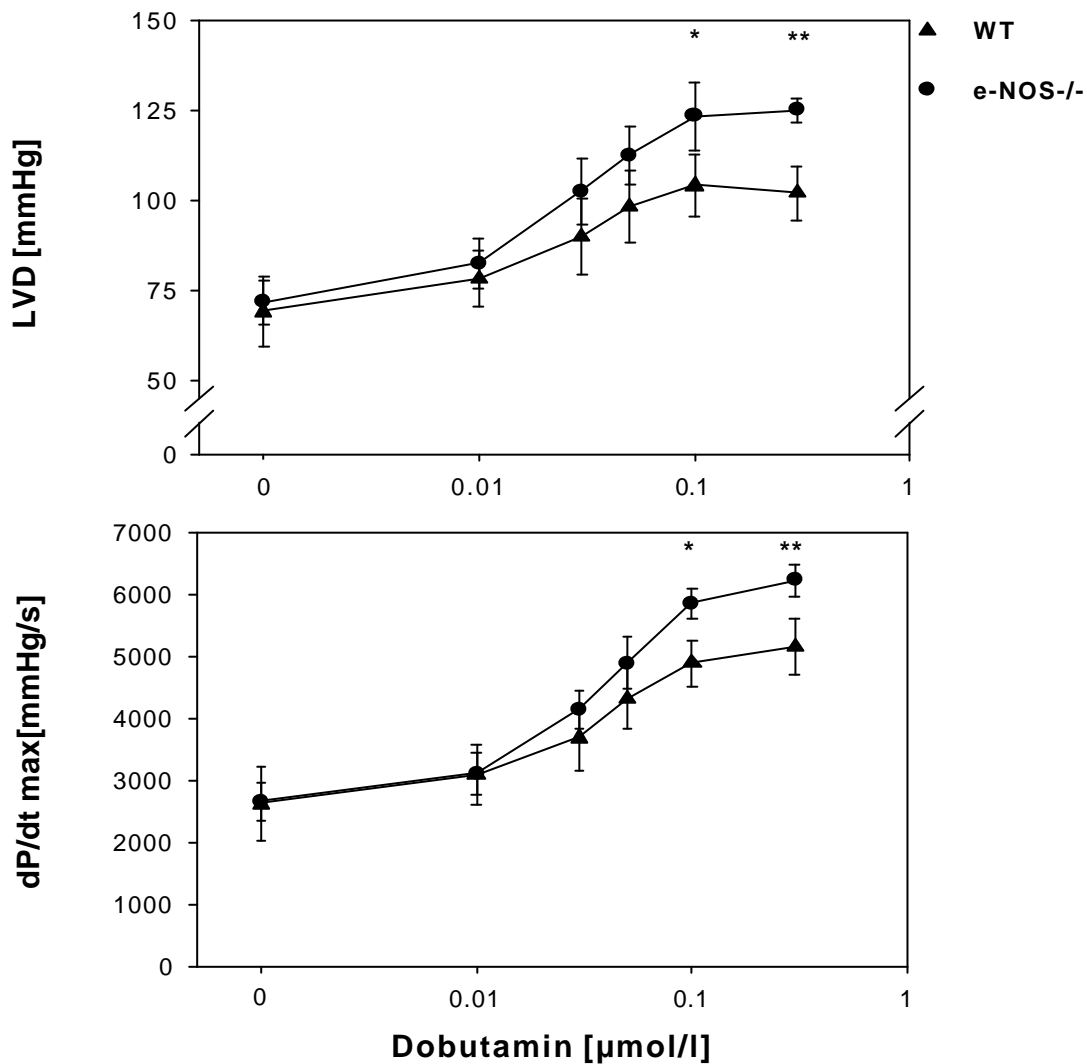 150
125
100
75
50
0
LVD [mmHg]
* **
WT
e-NOS-/-
0 0.01 0.1 1
7000
6000
5000
4000
3000
2000
1000
0
dP/dt max[mmHg/s]
* **
0 0.01 0.1 1
Dobutamin [µmol/l]